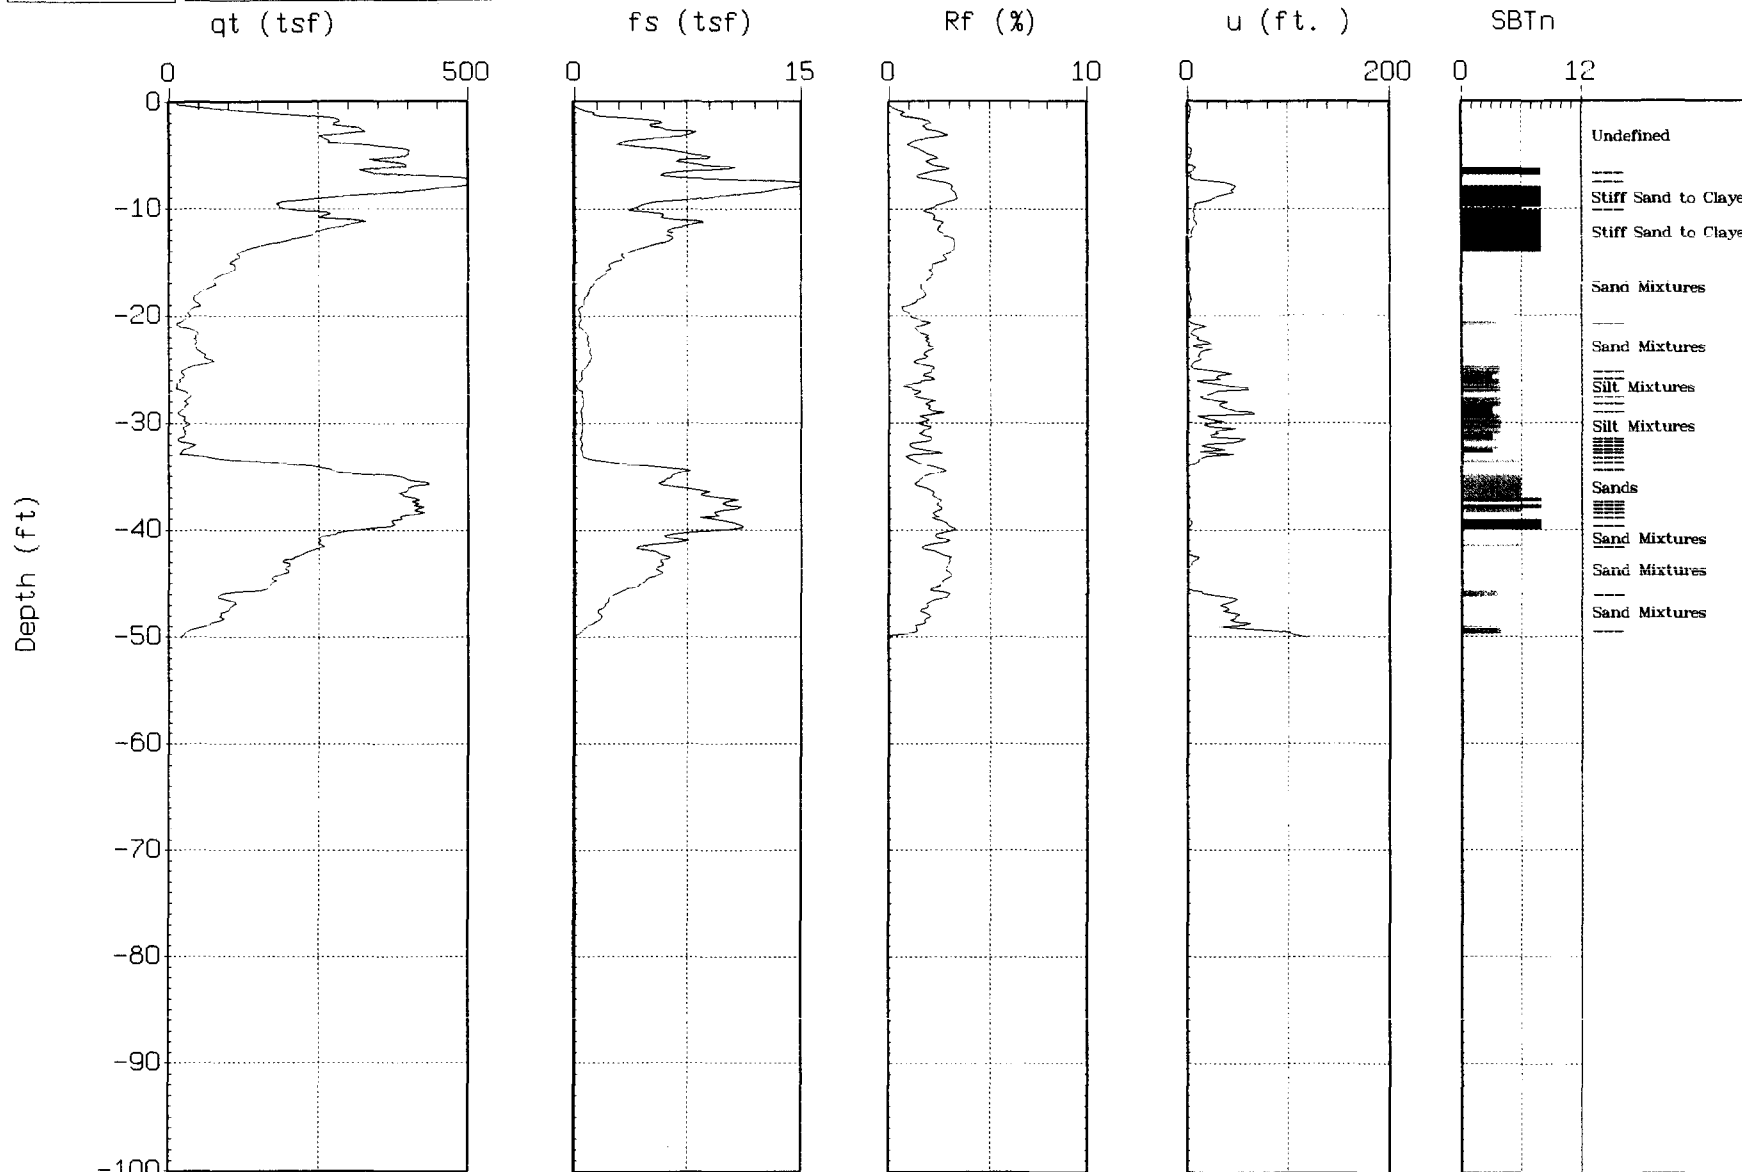 qt (tsf)
fs (tsf)
Rf (%)
u (ft. )
SBTn
0 500
0 15
0 10
0 200
0 12
Depth (ft)
0
-10
-20
-30
-40
-50
-60
-70
-80
-90
-100
Undefined
Stiff Sand to Claye
Stiff Sand to Claye
Sand Mixtures
Sand Mixtures
Silt Mixtures
Silt Mixtures
Sands
Sand Mixtures
Sand Mixtures
Sand Mixtures